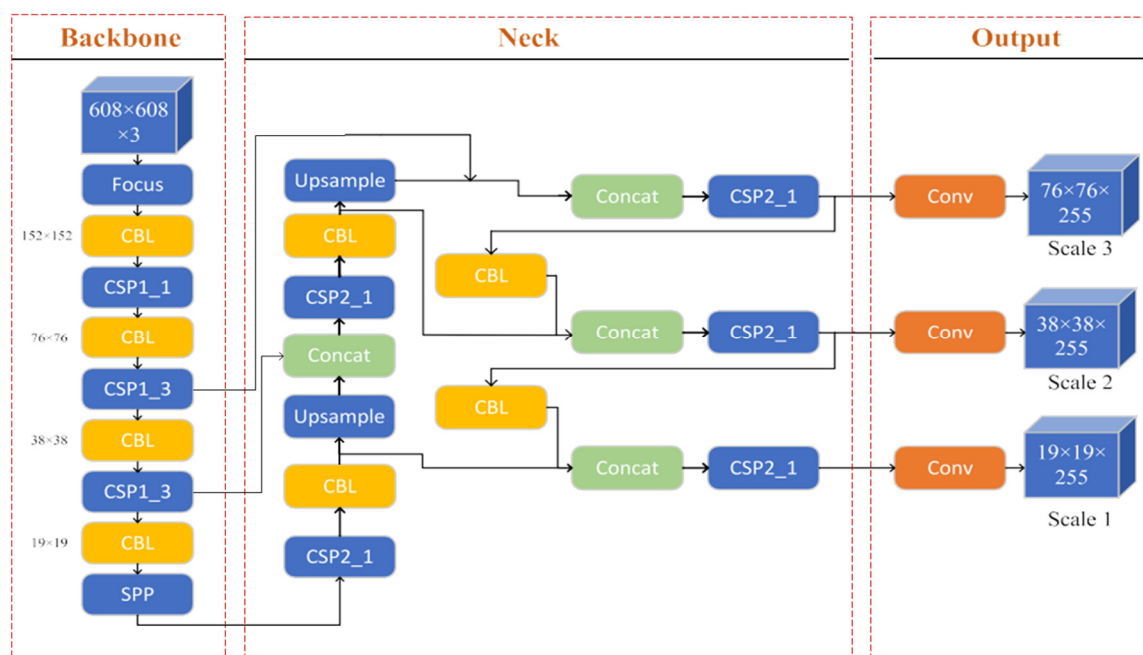 Backbone
608×608
×3
Focus
152×152
CBL
CSP1_1
76×76
CBL
CSP1_3
38×38
CBL
CSP1_3
19×19
CBL
SPP
Neck
Upsample
CBL
CSP2_1
Concat
Upsample
CBL
CSP2_1
Concat
CSP2_1
CBL
Concat
CSP2_1
CBL
Concat
CSP2_1
Output
Conv
76×76×
255
Scale 3
Conv
38×38×
255
Scale 2
Conv
19×19×
255
Scale 1